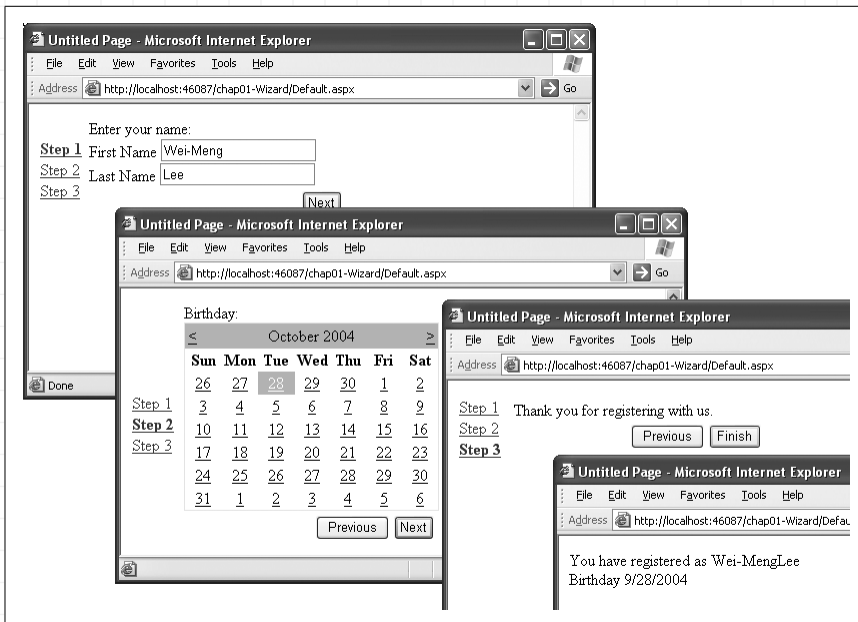 Untitled Page - Microsoft Internet Explorer
File Edit View Favorites Tools Help
Address http://localhost:46087/chap01-Wizard/Default.aspx Go
Enter your name:
Step 1
First Name Wei-Meng
Step 2
Last Name Lee
Step 3
Next
Done
Untitled Page - Microsoft Internet Explorer
File Edit View Favorites Tools Help
Address http://localhost:46087/chap01-Wizard/Default.aspx Go
Step 1
Step 2
Step 3
Birthday:
< October 2004 >
Sun Mon Tue Wed Thu Fri Sat
26 27 28 29 30 1 2
3 4 5 6 7 8 9
10 11 12 13 14 15 16
17 18 19 20 21 22 23
24 25 26 27 28 29 30
31 1 2 3 4 5 6
Previous Next
Untitled Page - Microsoft Internet Explorer
File Edit View Favorites Tools Help
Address http://localhost:46087/chap01-Wizard/Default.aspx
Step 1
Step 2
Step 3
Thank you for registering with us.
Previous Finish
Untitled Page - Microsoft Internet Explorer
File Edit View Favorites Tools Help
Address http://localhost:46087/chap01-Wizard/Defau
You have registered as Wei-MengLee
Birthday 9/28/2004